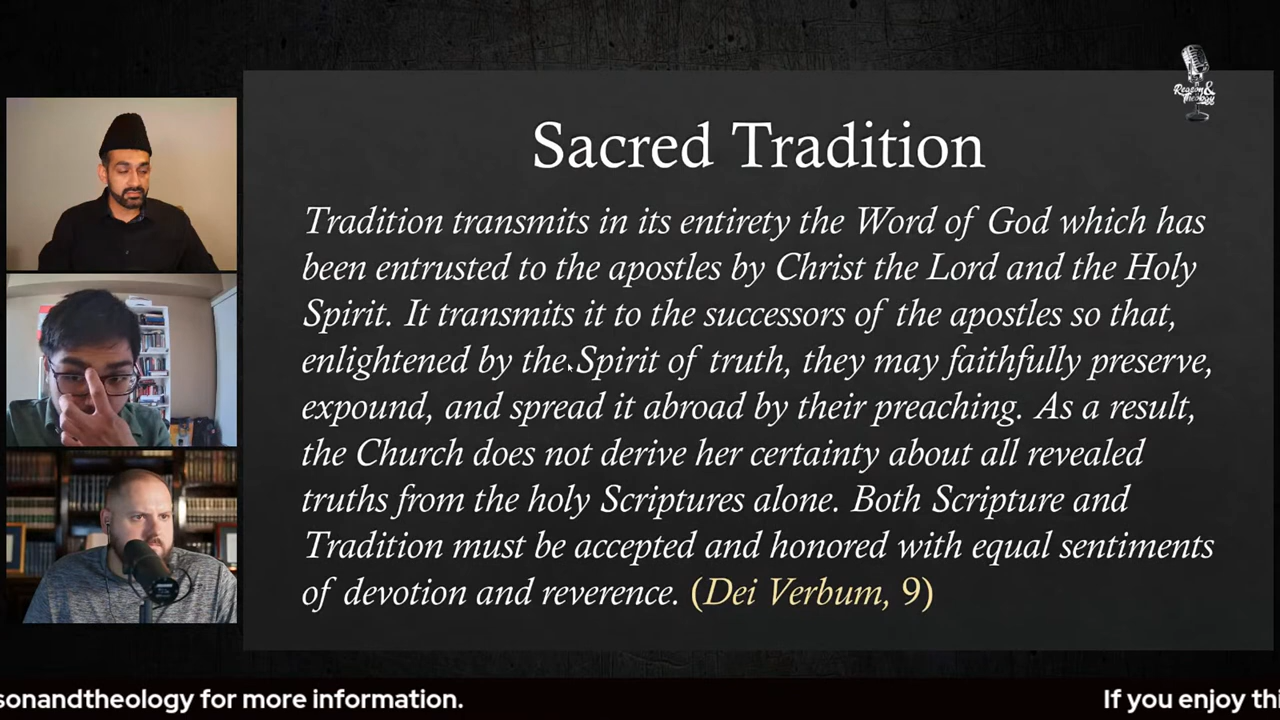 Reason &
Theology
Sacred Tradition
Tradition transmits in its entirety the Word of God which has
been entrusted to the apostles by Christ the Lord and the Holy
Spirit. It transmits it to the successors of the apostles so that,
enlightened by the Spirit of truth, they may faithfully preserve,
expound, and spread it abroad by their preaching. As a result,
the Church does not derive her certainty about all revealed
truths from the holy Scriptures alone. Both Scripture and
Tradition must be accepted and honored with equal sentiments
of devotion and reverence. (Dei Verbum, 9)
sonandtheology for more information. If you enjoy thi